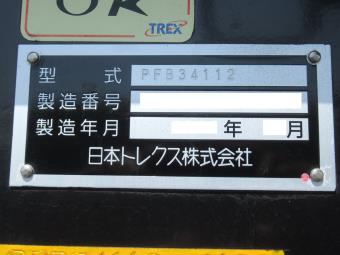 OK
TREX
型 式 PFB34112
製造番号
製造年月 年 月
日本トレクス株式会社